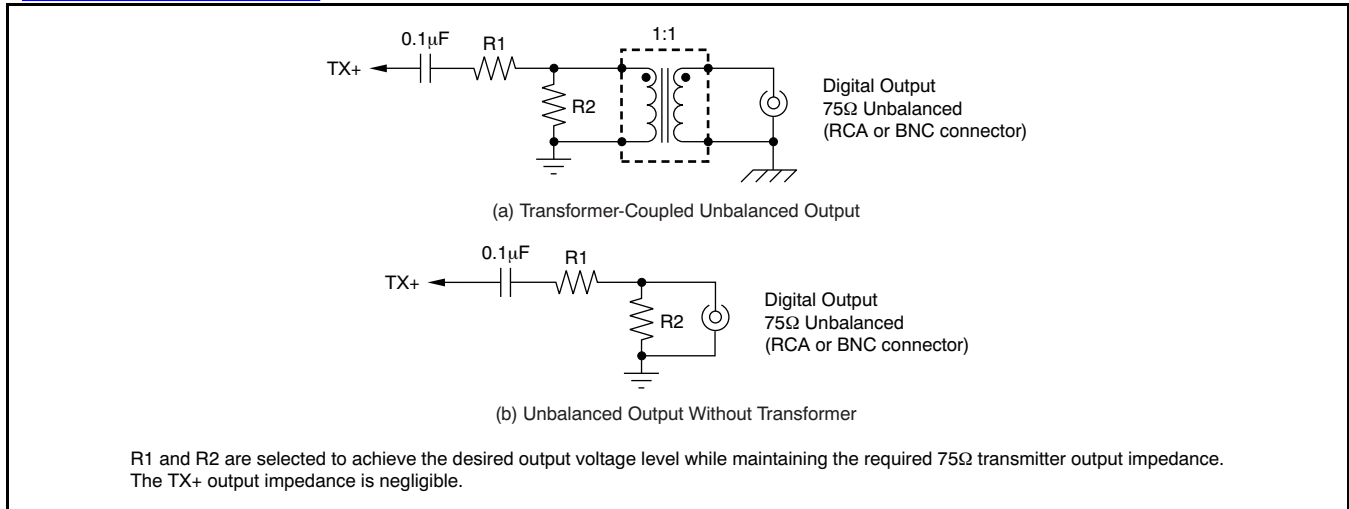 1:1
0.1μF
R1
TX+
R2
Digital Output
75Ω Unbalanced
(RCA or BNC connector)
(a) Transformer-Coupled Unbalanced Output
0.1μF
R1
TX+
R2
Digital Output
75Ω Unbalanced
(RCA or BNC connector)
(b) Unbalanced Output Without Transformer
R1 and R2 are selected to achieve the desired output voltage level while maintaining the required 75Ω transmitter output impedance.
The TX+ output impedance is negligible.